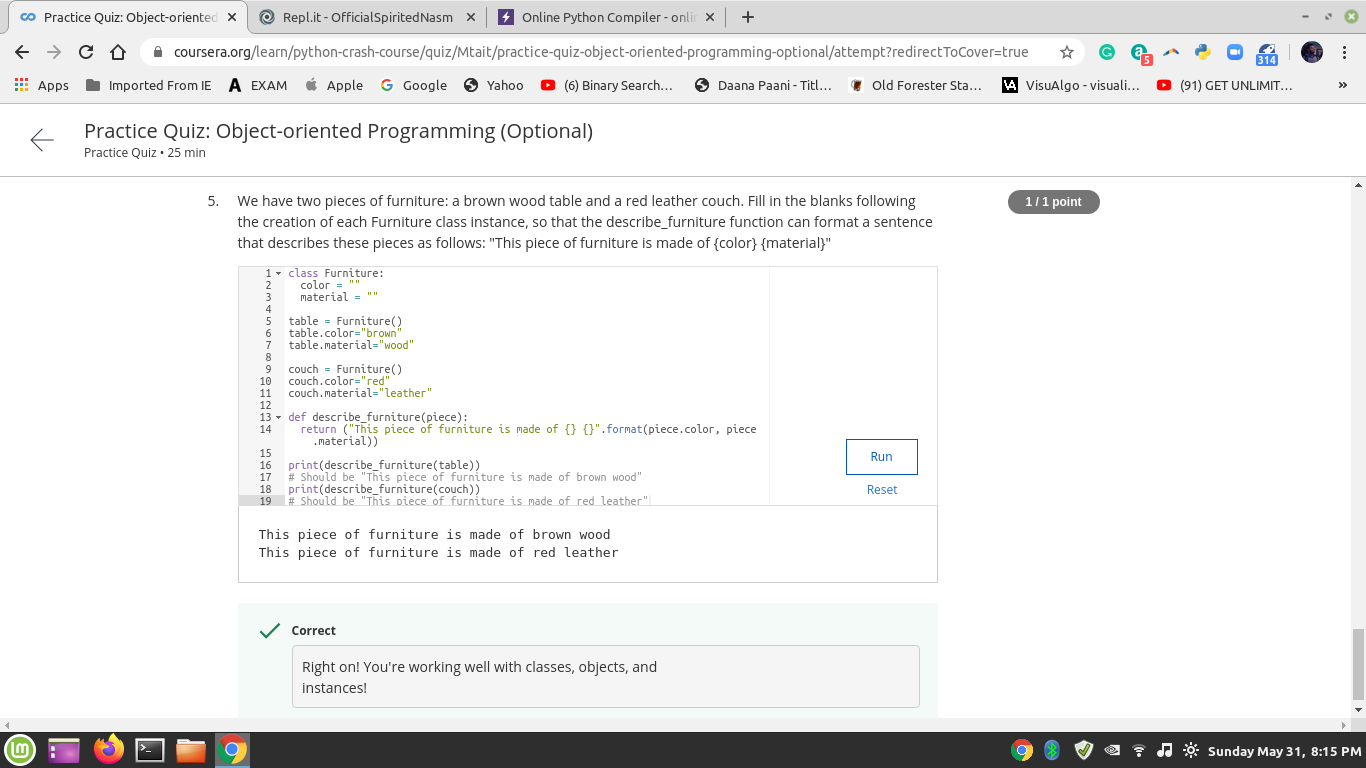 Practice Quiz: Object-oriented
Repl.it - OfficialSpiritedNasm
Online Python Compiler - onli
coursera.org/learn/python-crash-course/quiz/Mtait/practice-quiz-object-oriented-programming-optional/attempt?redirectToCover=true
5
314
Apps
Imported From IE
EXAM
Apple
Google
Yahoo
(6) Binary Search...
Daana Paani - Titl...
Old Forester Sta...
VisuAlgo - visuali...
(91) GET UNLIMIT...
Practice Quiz: Object-oriented Programming (Optional)
Practice Quiz • 25 min
5. We have two pieces of furniture: a brown wood table and a red leather couch. Fill in the blanks following
the creation of each Furniture class instance, so that the describe_furniture function can format a sentence
that describes these pieces as follows: "This piece of furniture is made of {color} {material}"
1 / 1 point
1 class Furniture:
2 color = ""
3 material = ""
4
5 table = Furniture()
6 table.color="brown"
7 table.material="wood"
8
9 couch = Furniture()
10 couch.color="red"
11 couch.material="leather"
12
13 def describe_furniture(piece):
14 return ("This piece of furniture is made of {} {}".format(piece.color, piece
.material))
15
16 print(describe_furniture(table))
17 # Should be "This piece of furniture is made of brown wood"
18 print(describe_furniture(couch))
19 # Should be "This piece of furniture is made of red leather"
Run
Reset
This piece of furniture is made of brown wood
This piece of furniture is made of red leather
Correct
Right on! You're working well with classes, objects, and
instances!
Sunday May 31, 8:15 PM